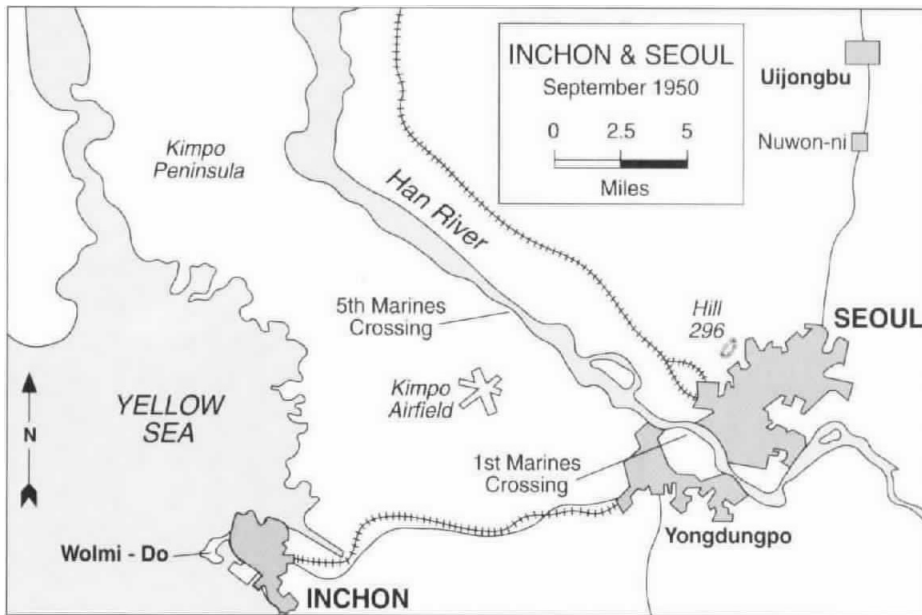 INCHON & SEOUL
September 1950
0 2.5 5
Miles
Uijongbu
Nuwon-ni
Kimpo
Peninsula
Han River
5th Marines
Crossing
Hill
296
SEOUL
Kimpo
Airfield
YELLOW
SEA
N
1st Marines
Crossing
Wolmi - Do
Yongdungpo
INCHON